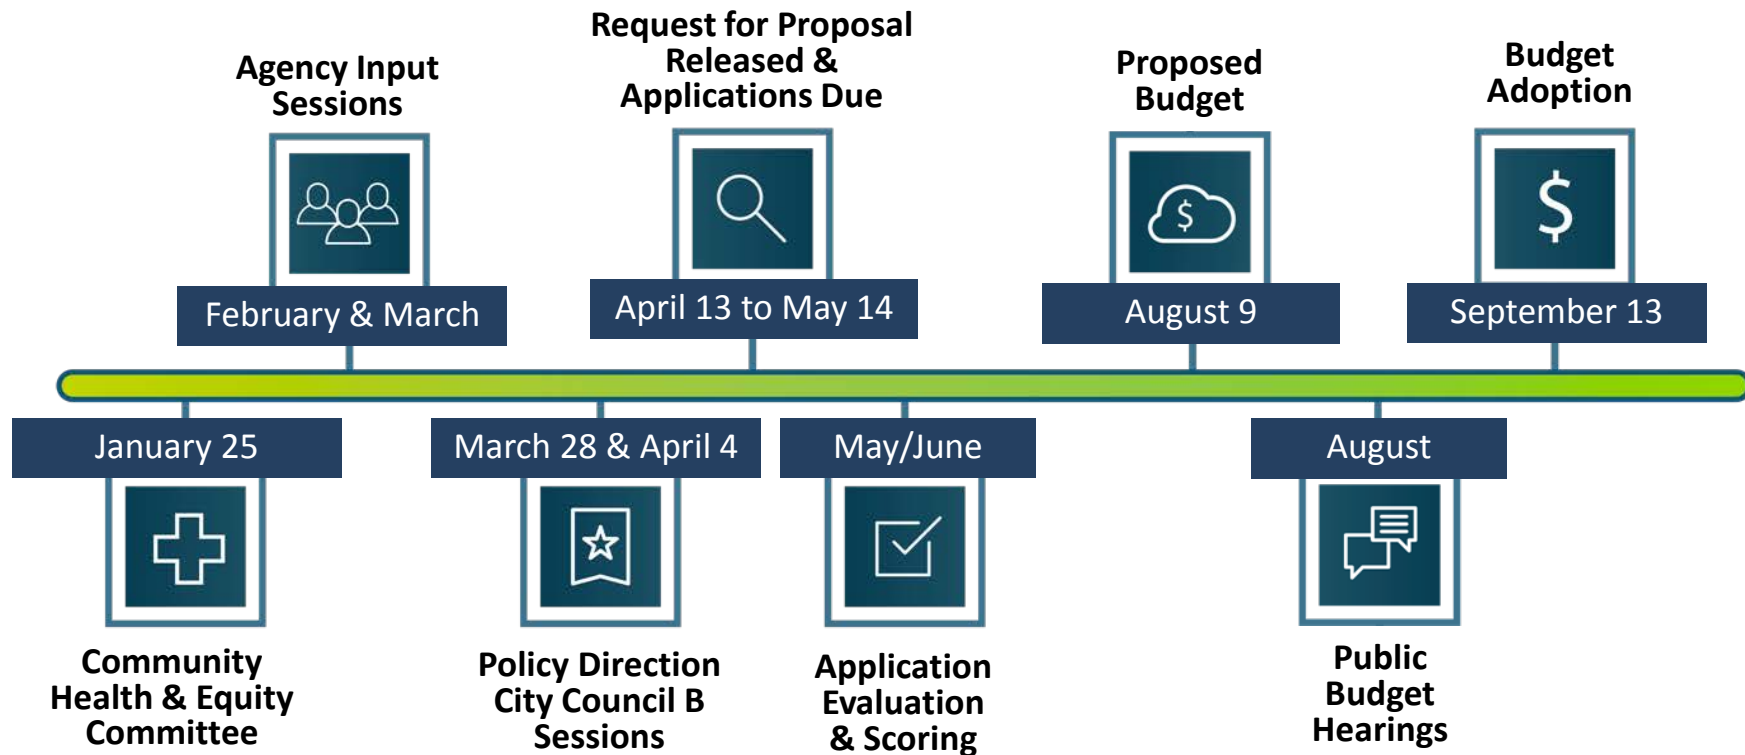 Agency Input
Sessions
February & March
Request for Proposal
Released &
Applications Due
April 13 to May 14
Proposed
Budget
$
August 9
Budget
Adoption
$
September 13
January 25
Community
Health & Equity
Committee
March 28 & April 4
Policy Direction
City Council B
Sessions
May/June
Application
Evaluation
& Scoring
August
Public
Budget
Hearings